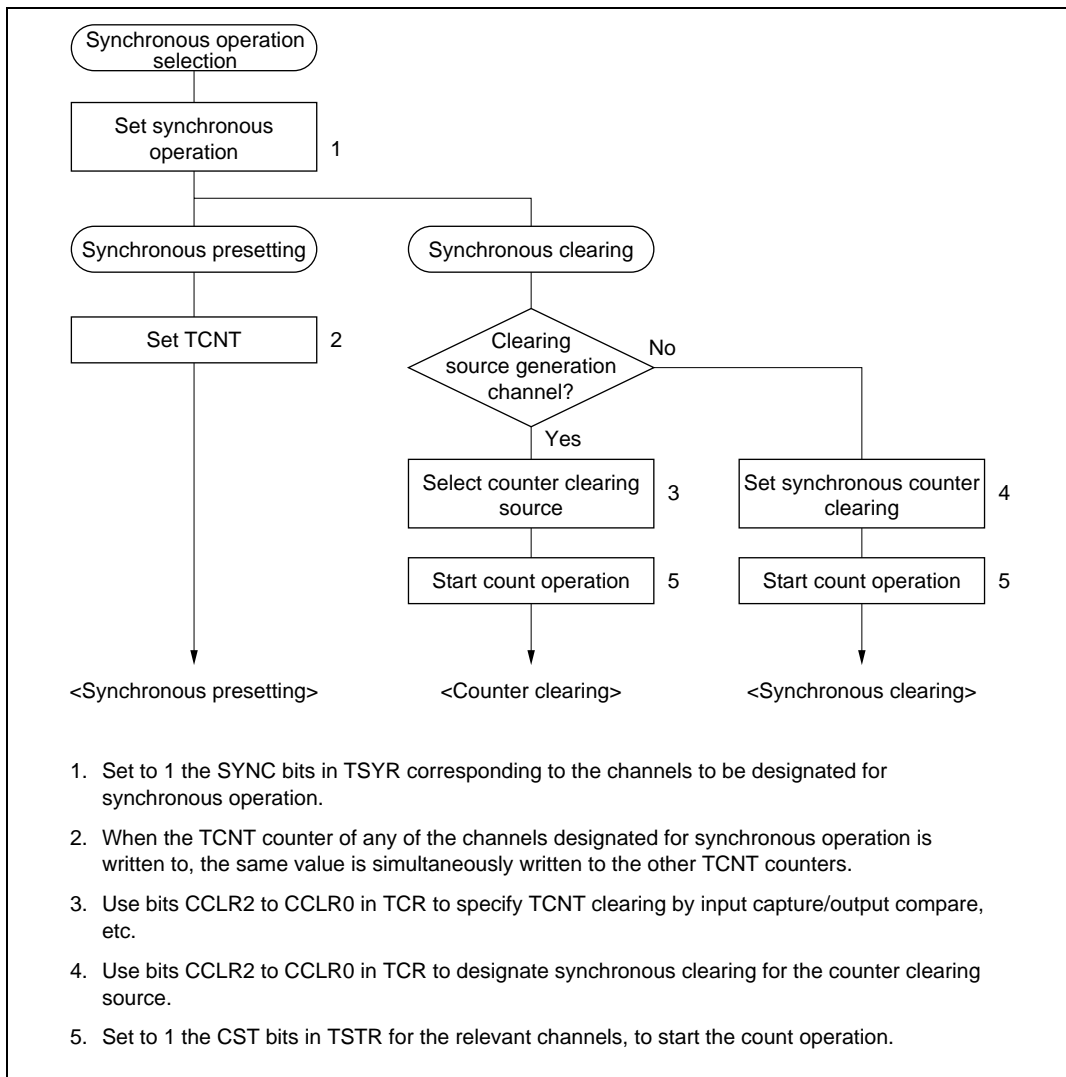 Synchronous operation
selection
Set synchronous
operation
1
Synchronous presetting
Synchronous clearing
Set TCNT
2
Clearing
source generation
channel?
No
Yes
Select counter clearing
source
3
Set synchronous counter
clearing
4
Start count operation
5
Start count operation
5
<Synchronous presetting>
<Counter clearing>
<Synchronous clearing>
1. Set to 1 the SYNC bits in TSYR corresponding to the channels to be designated for
synchronous operation.
2. When the TCNT counter of any of the channels designated for synchronous operation is
written to, the same value is simultaneously written to the other TCNT counters.
3. Use bits CCLR2 to CCLR0 in TCR to specify TCNT clearing by input capture/output compare,
etc.
4. Use bits CCLR2 to CCLR0 in TCR to designate synchronous clearing for the counter clearing
source.
5. Set to 1 the CST bits in TSTR for the relevant channels, to start the count operation.